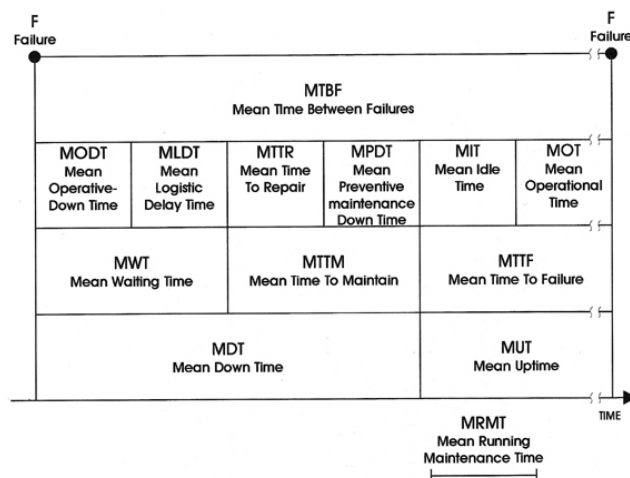 F
Failure
F
Failure
MTBF
Mean Time Between Failures
MODT
Mean
Operative-
Down Time
MLDT
Mean
Logistic
Delay Time
MTTR
Mean Time
To Repair
MPDT
Mean
Preventive
maintenance
Down Time
MIT
Mean Idle
Time
MOT
Mean
Operational
Time
MWT
Mean Waiting Time
MTTM
Mean Time To Maintain
MTTF
Mean Time To Failure
MDT
Mean Down Time
MUT
Mean Uptime
TIME
MRMT
Mean Running
Maintenance Time